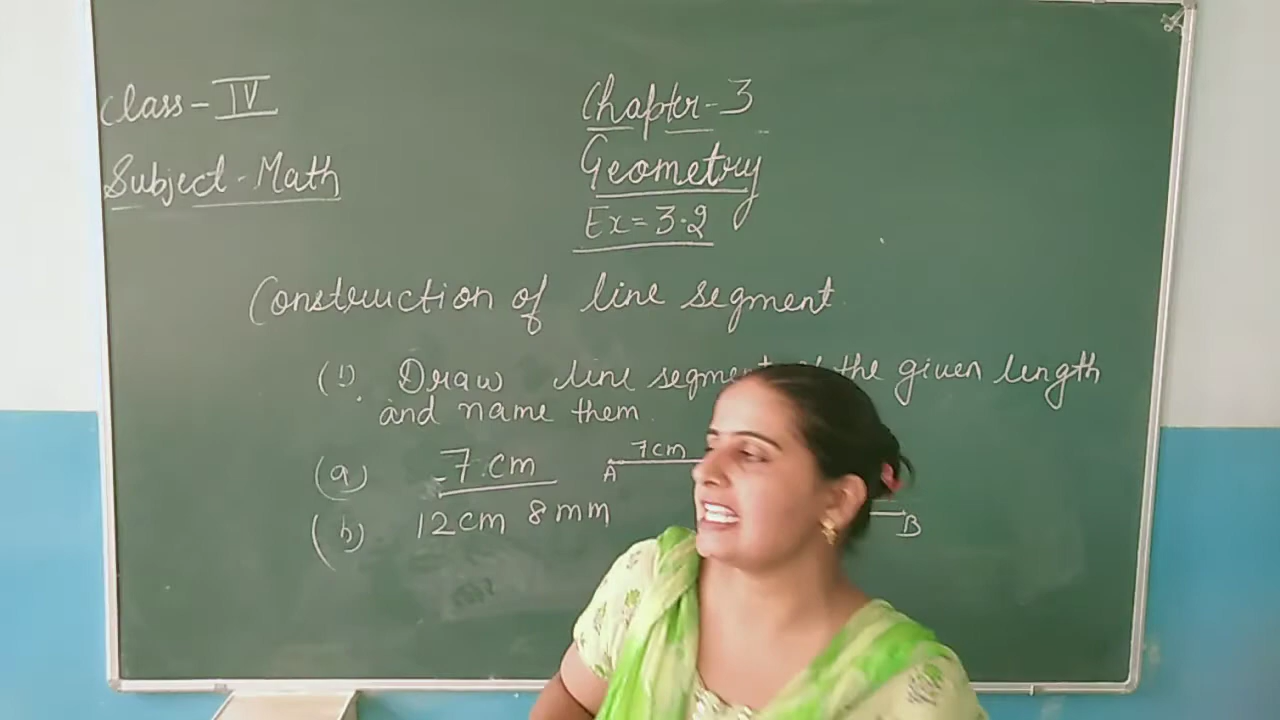 Class-IV
Subject-Math
Chapter-3
Geometry
Ex=3.2
Construction of line segment
(1) Draw line segment the given length
and name them.
(a) 7 cm
A 7cm
(b) 12cm 8mm
B